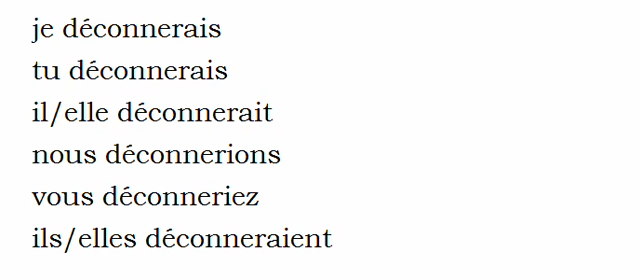 je déconnerais
tu déconnerais
il/elle déconnerait
nous déconnerions
vous déconneriez
ils/elles déconneraient